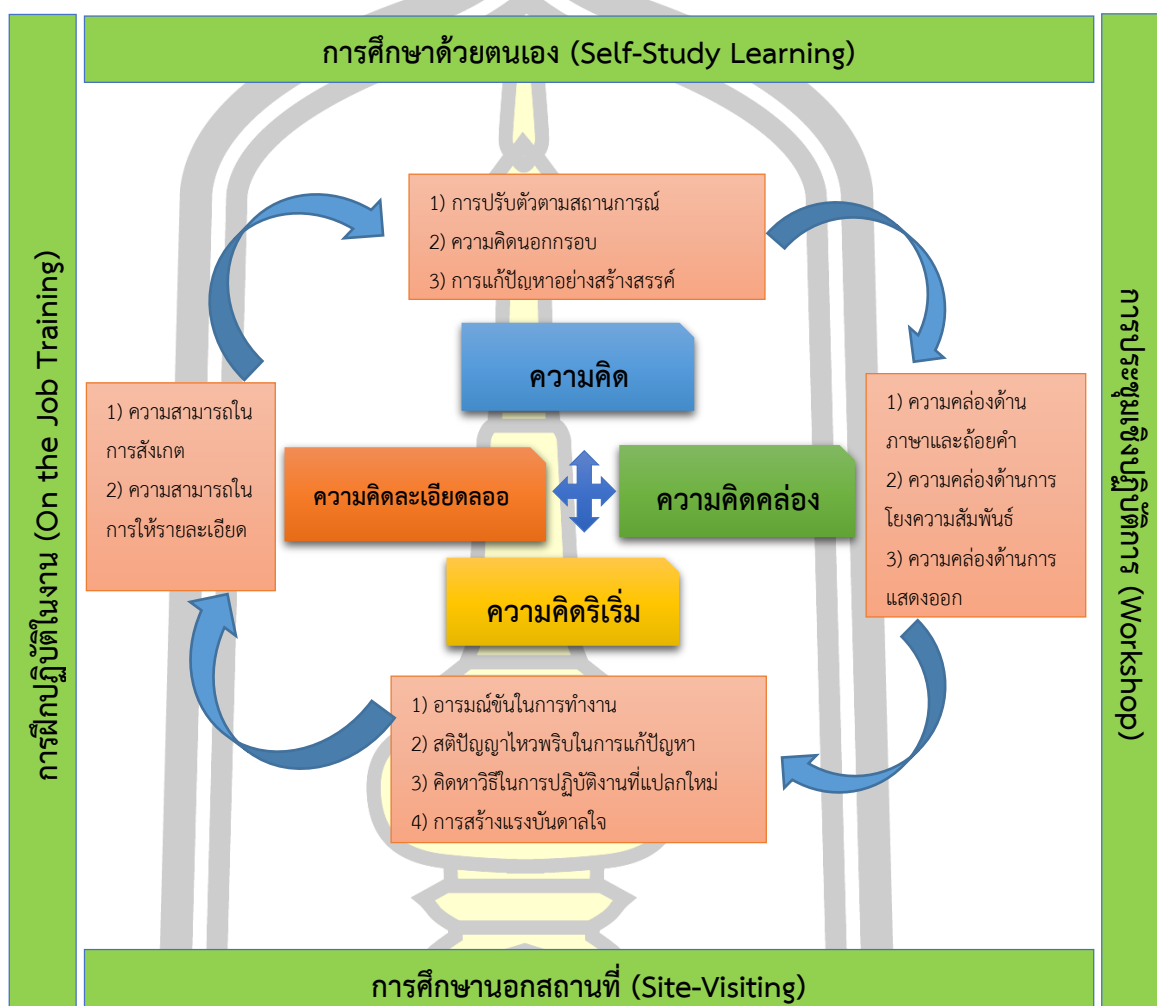 การศึกษาด้วยตนเอง (Self-Study Learning)
การฝึกปฏิบัติในงาน (On the Job Training)
การประชุมเชิงปฏิบัติการ (Workshop)
1) การปรับตัวตามสถานการณ์
2) ความคิดนอกกรอบ
3) การแก้ปัญหาอย่างสร้างสรรค์
ความคิด
1) ความสามารถใน
การสังเกต
2) ความสามารถใน
การให้รายละเอียด
ความคิดละเอียดลออ
ความคิดคล่อง
1) ความคล่องด้าน
ภาษาและถ้อยคำ
2) ความคล่องด้านการ
โยงความสัมพันธ์
3) ความคล่องด้านการ
แสดงออก
ความคิดริเริ่ม
1) อารมณ์ขันในการทำงาน
2) สติปัญญาไหวพริบในการแก้ปัญหา
3) คิดหาวิธีในการปฏิบัติงานที่แปลกใหม่
4) การสร้างแรงบันดาลใจ
การศึกษานอกสถานที่ (Site-Visiting)